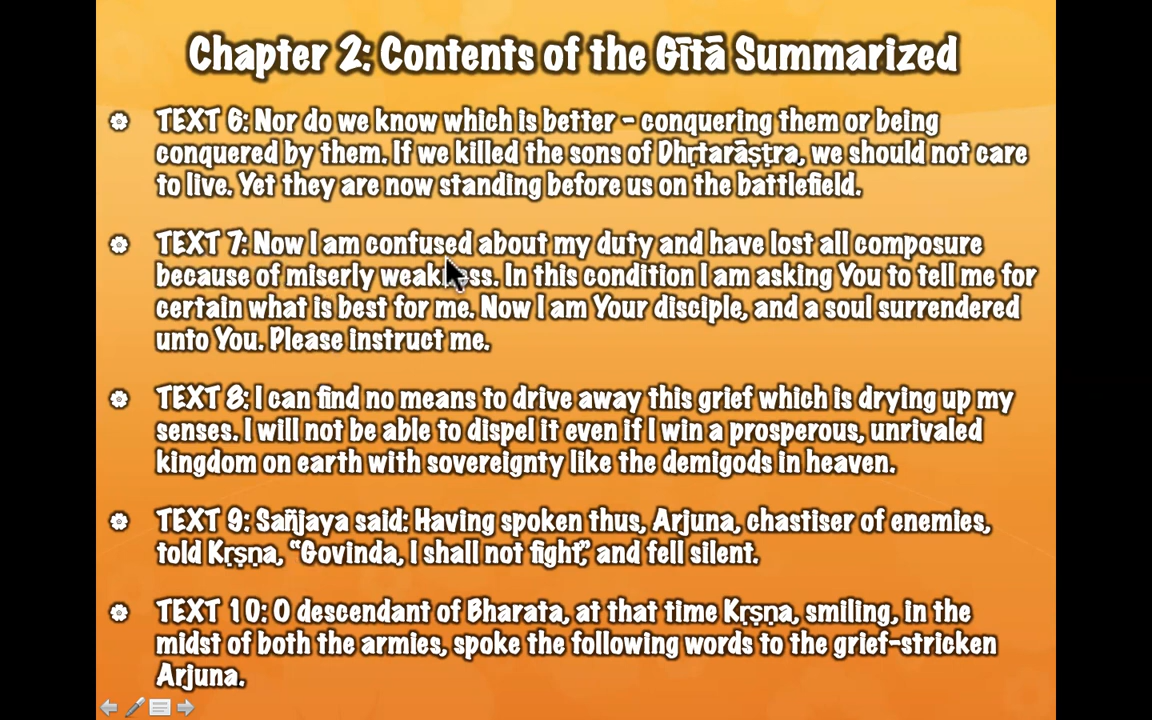 Chapter 2: Contents of the Gītā Summarized
TEXT 6: Nor do we know which is better – conquering them or being
conquered by them. If we killed the sons of Dhṛtarāṣṭra, we should not care
to live. Yet they are now standing before us on the battlefield.
TEXT 7: Now I am confused about my duty and have lost all composure
because of miserly weakness. In this condition I am asking You to tell me for
certain what is best for me. Now I am Your disciple, and a soul surrendered
unto You. Please instruct me.
TEXT 8: I can find no means to drive away this grief which is drying up my
senses. I will not be able to dispel it even if I win a prosperous, unrivaled
kingdom on earth with sovereignty like the demigods in heaven.
TEXT 9: Sañjaya said: Having spoken thus, Arjuna, chastiser of enemies,
told Kṛṣṇa, “Govinda, I shall not fight,” and fell silent.
TEXT 10: O descendant of Bharata, at that time Kṛṣṇa, smiling, in the
midst of both the armies, spoke the following words to the grief-stricken
Arjuna.